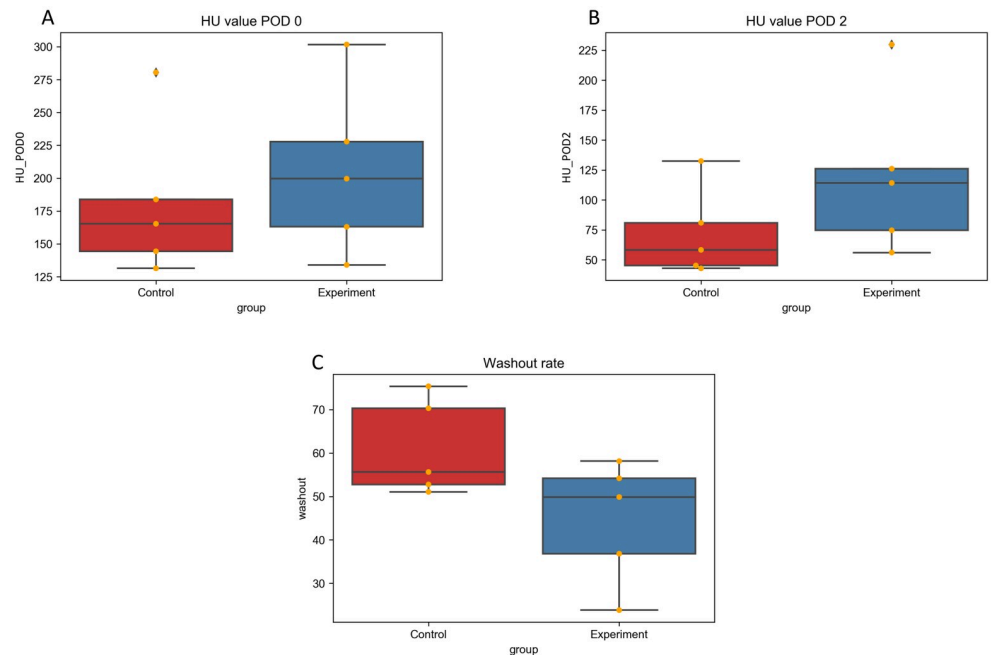 A
HU value POD 0
HU_POD0
300
275
250
225
200
175
150
125
Control
Experiment
group
B
HU value POD 2
HU_POD2
225
200
175
150
125
100
75
50
Control
Experiment
group
C
Washout rate
washout
70
60
50
40
30
Control
Experiment
group